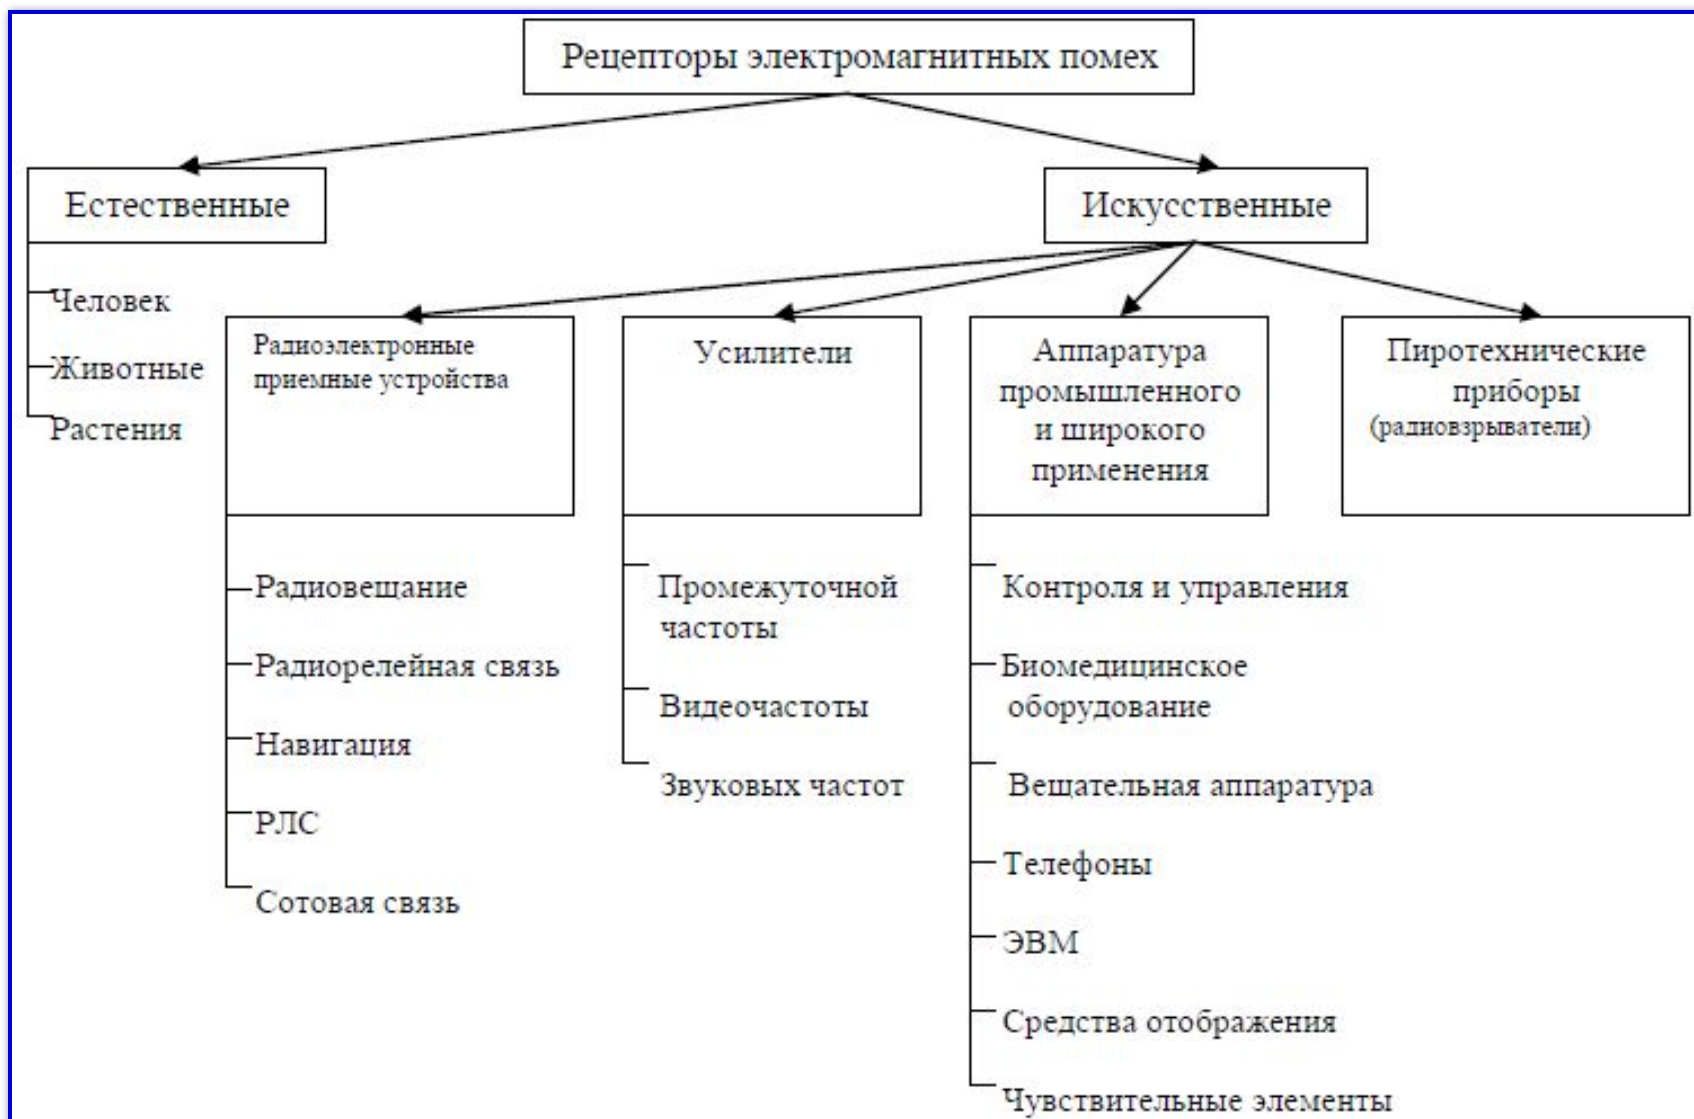 Рецепторы электромагнитных помех
Естественные
Человек
Животные
Растения
Искусственные
Радиоэлектронные
приемные устройства
Радиовещание
Радиорелейная связь
Навигация
РЛС
Сотовая связь
Усилители
Промежуточной
частоты
Видеочастоты
Звуковых частот
Аппаратура
промышленного
и широкого
применения
Контроля и управления
Биомедицинское
оборудование
Вещательная аппаратура
Телефоны
ЭВМ
Средства отображения
Чувствительные элементы
Пиротехнические
приборы
(радиовзрыватели)